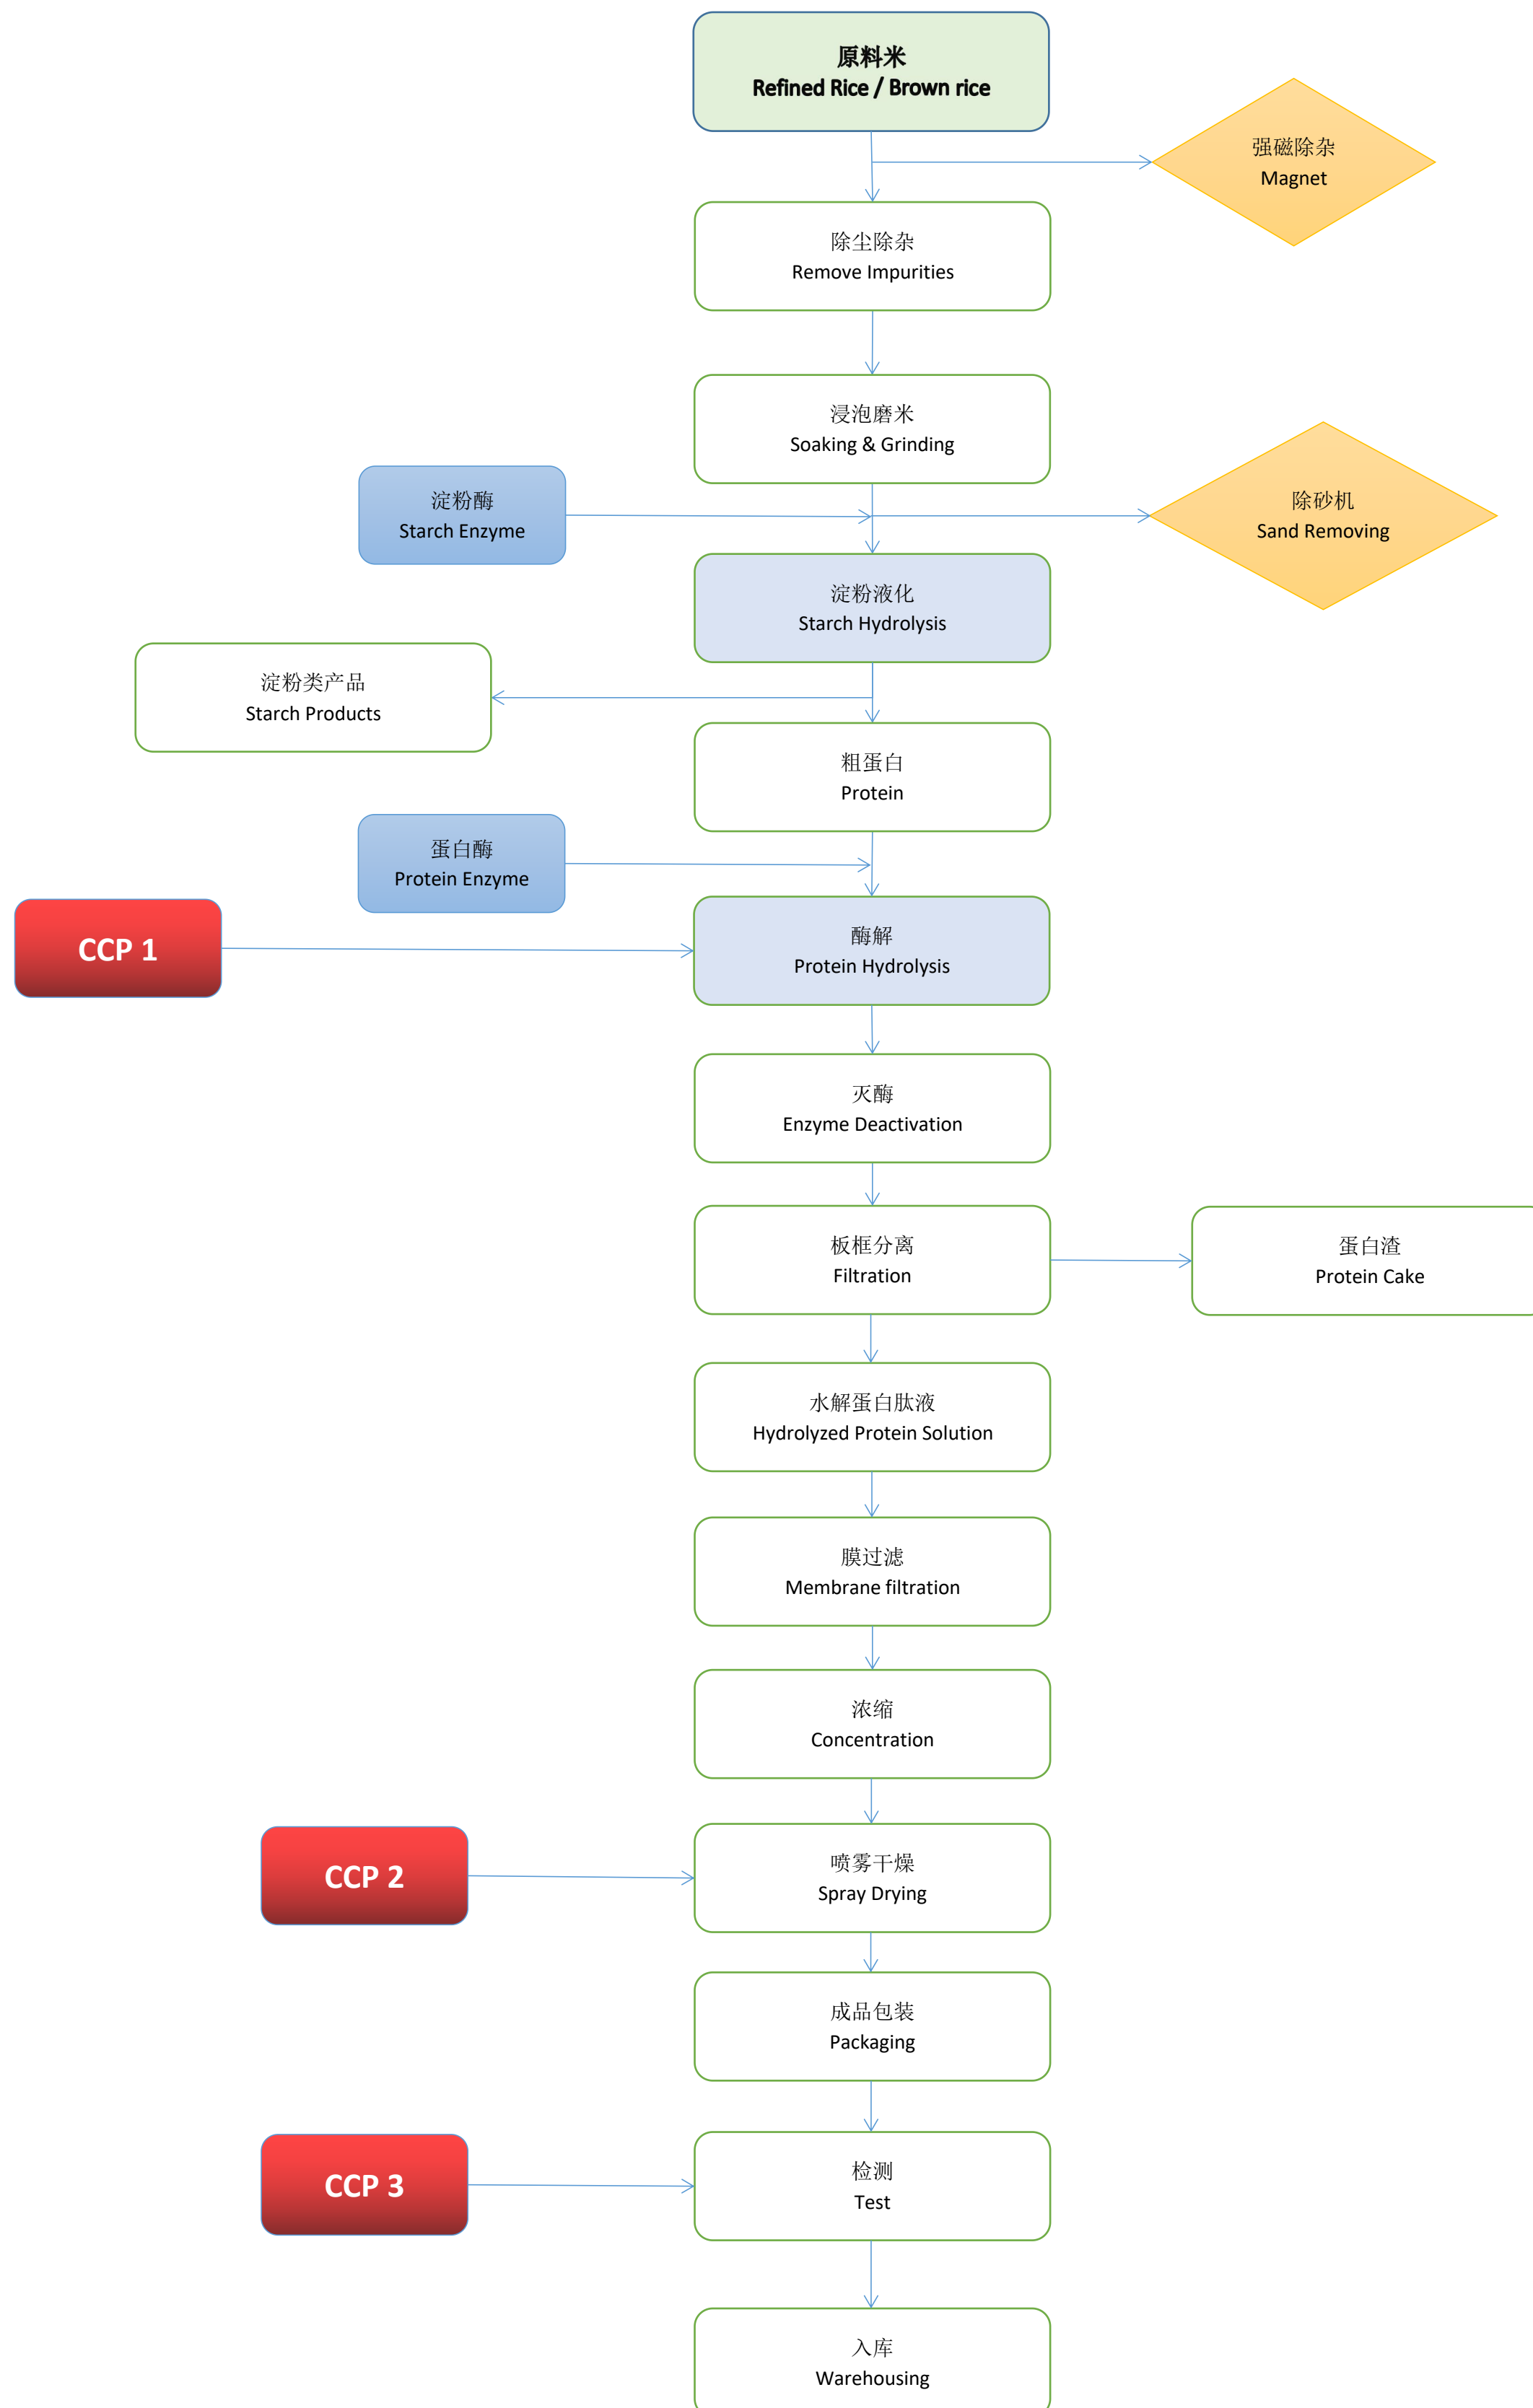 原料米
Refined Rice / Brown rice
强磁除杂
Magnet
除尘除杂
Remove Impurities
浸泡磨米
Soaking & Grinding
淀粉酶
Starch Enzyme
除砂机
Sand Removing
淀粉液化
Starch Hydrolysis
淀粉类产品
Starch Products
粗蛋白
Protein
蛋白酶
Protein Enzyme
CCP 1
酶解
Protein Hydrolysis
灭酶
Enzyme Deactivation
板框分离
Filtration
蛋白渣
Protein Cake
水解蛋白肽液
Hydrolyzed Protein Solution
膜过滤
Membrane filtration
浓缩
Concentration
CCP 2
喷雾干燥
Spray Drying
成品包装
Packaging
CCP 3
检测
Test
入库
Warehousing